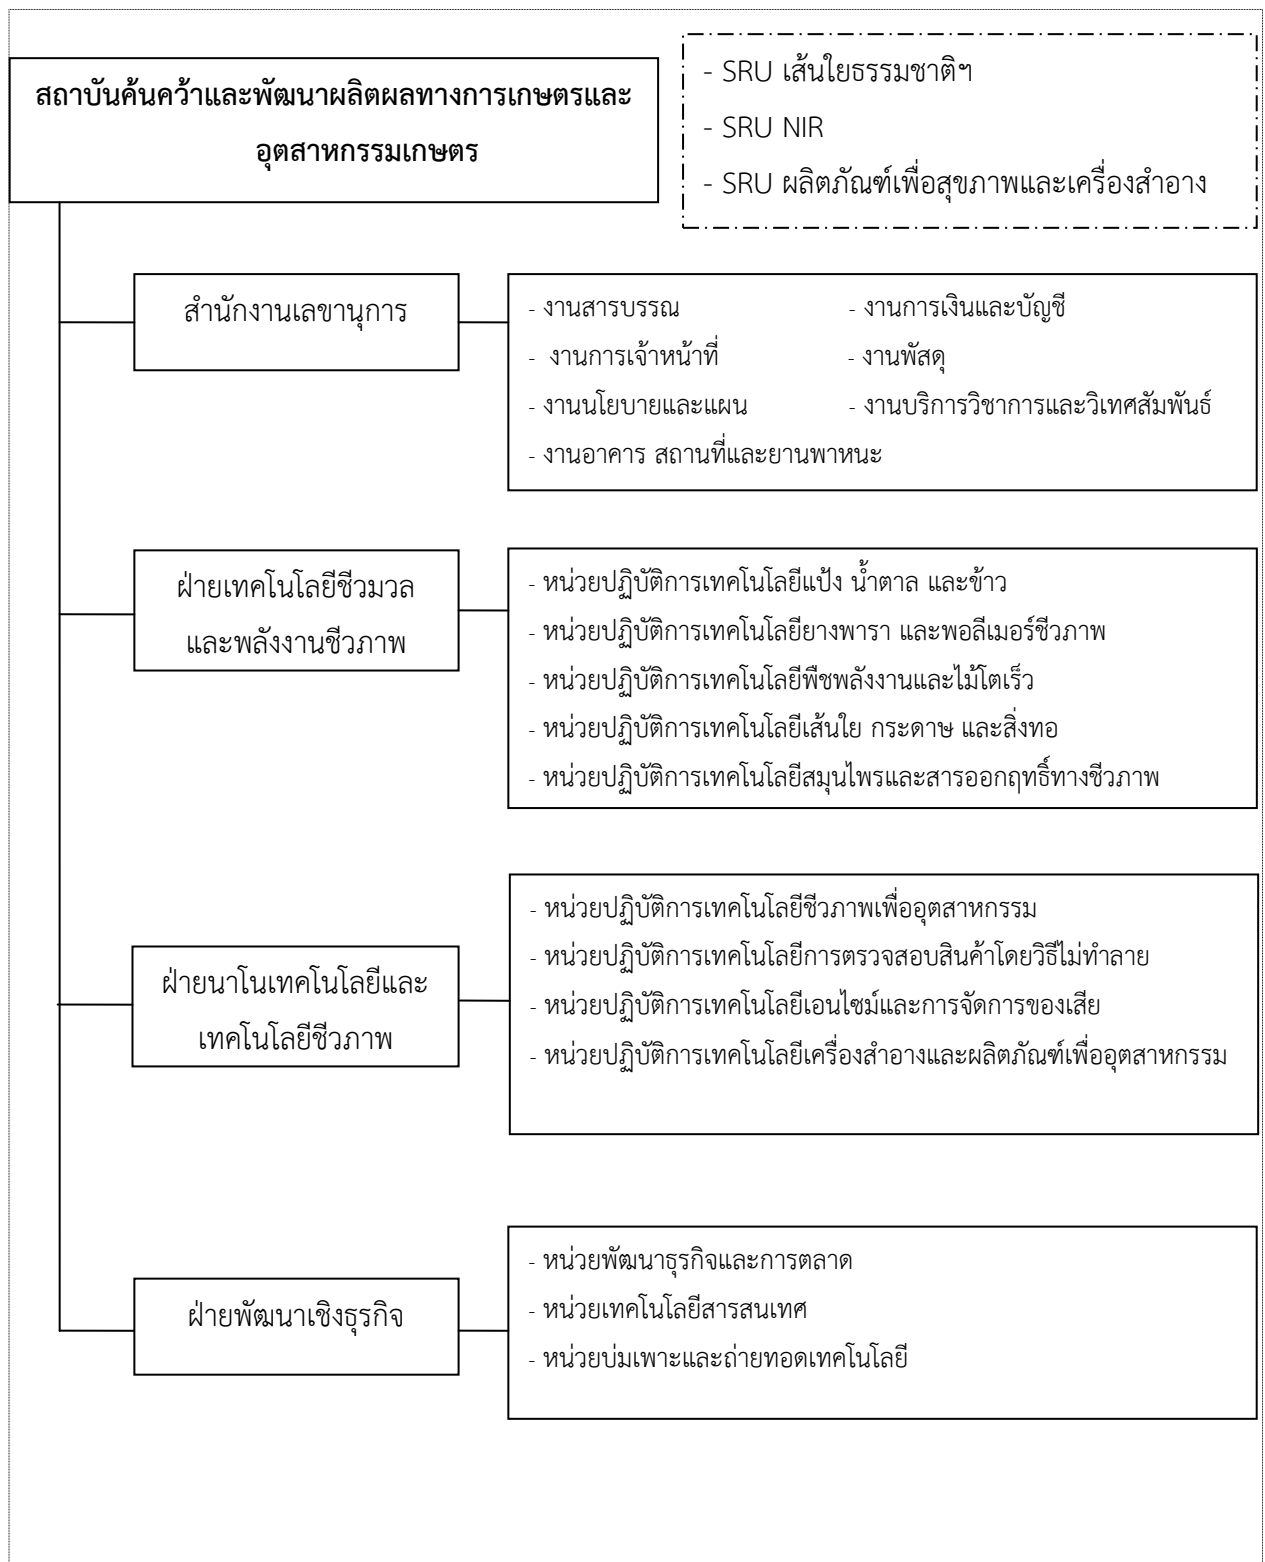 สถาบันค้นคว้าและพัฒนาผลิตผลทางการเกษตรและ
อุตสาหกรรมเกษตร
- SRU เส้นใยธรรมชาติฯ
- SRU NIR
- SRU ผลิตภัณฑ์เพื่อสุขภาพและเครื่องสำอาง
สำนักงานเลขานุการ
- งานสารบรรณ - งานการเงินและบัญชี
- งานการเจ้าหน้าที่ - งานพัสดุ
- งานนโยบายและแผน - งานบริการวิชาการและวิเทศสัมพันธ์
- งานอาคาร สถานที่และยานพาหนะ
ฝ่ายเทคโนโลยีชีวมวล
และพลังงานชีวภาพ
- หน่วยปฏิบัติการเทคโนโลยีแป้ง น้ำตาล และข้าว
- หน่วยปฏิบัติการเทคโนโลยียางพารา และพอลีเมอร์ชีวภาพ
- หน่วยปฏิบัติการเทคโนโลยีพืชพลังงานและไม้โตเร็ว
- หน่วยปฏิบัติการเทคโนโลยีเส้นใย กระดาษ และสิ่งทอ
- หน่วยปฏิบัติการเทคโนโลยีสมุนไพรและสารออกฤทธิ์ทางชีวภาพ
ฝ่ายนาโนเทคโนโลยีและ
เทคโนโลยีชีวภาพ
- หน่วยปฏิบัติการเทคโนโลยีชีวภาพเพื่ออุตสาหกรรม
- หน่วยปฏิบัติการเทคโนโลยีการตรวจสอบสินค้าโดยวิธีไม่ทำลาย
- หน่วยปฏิบัติการเทคโนโลยีเอนไซม์และการจัดการของเสีย
- หน่วยปฏิบัติการเทคโนโลยีเครื่องสำอางและผลิตภัณฑ์เพื่ออุตสาหกรรม
ฝ่ายพัฒนาเชิงธุรกิจ
- หน่วยพัฒนาธุรกิจและการตลาด
- หน่วยเทคโนโลยีสารสนเทศ
- หน่วยบ่มเพาะและถ่ายทอดเทคโนโลยี